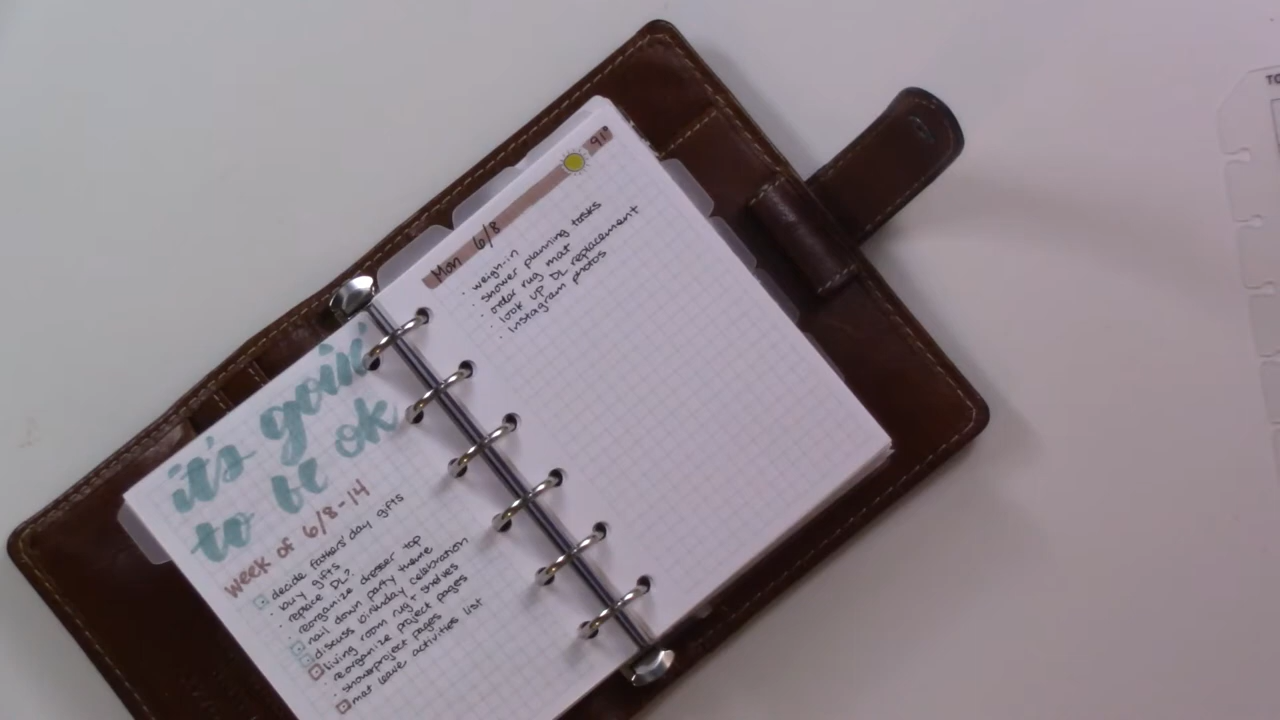 it's goin'
to be ok
week of 6/8-14
decide fathers' day gifts
buy gifts
replace DL?
reorganize dresser top
nail down party theme
discuss birthday celebration
living room rug + shelves
reorganize project pages
shower project pages
mat leave activities list
Mon 6/8 91°
weigh-in
shower planning tasks
order rug mat
look up DL replacement
instagram photos